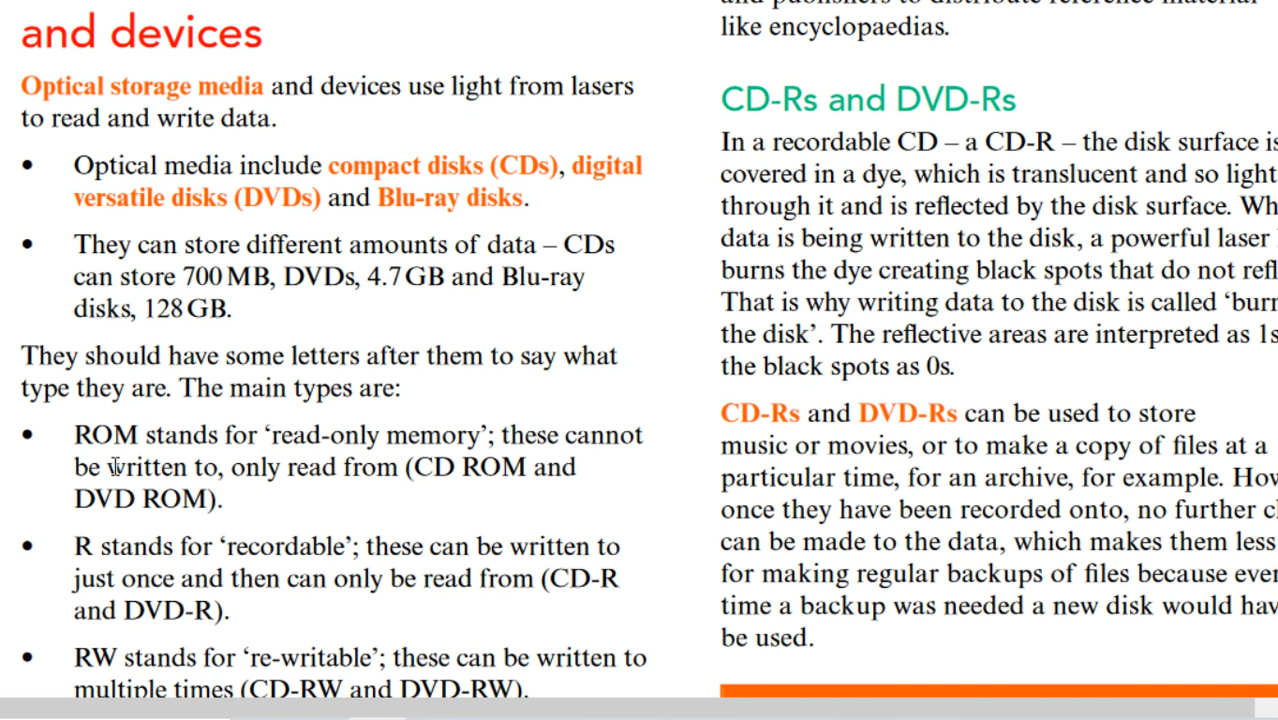 and devices
Optical storage media and devices use light from lasers
to read and write data.
• Optical media include compact disks (CDs), digital
versatile disks (DVDs) and Blu-ray disks.
• They can store different amounts of data – CDs
can store 700 MB, DVDs, 4.7 GB and Blu-ray
disks, 128 GB.
They should have some letters after them to say what
type they are. The main types are:
• ROM stands for ‘read-only memory’; these cannot
be written to, only read from (CD ROM and
DVD ROM).
• R stands for ‘recordable’; these can be written to
just once and then can only be read from (CD-R
and DVD-R).
• RW stands for ‘re-writable’; these can be written to
multiple times (CD-RW and DVD-RW).
and publishers to distribute reference material
like encyclopaedias.
CD-Rs and DVD-Rs
In a recordable CD – a CD-R – the disk surface is
covered in a dye, which is translucent and so light
through it and is reflected by the disk surface. Wh
data is being written to the disk, a powerful laser
burns the dye creating black spots that do not refl
That is why writing data to the disk is called ‘burn
the disk’. The reflective areas are interpreted as 1s
the black spots as 0s.
CD-Rs and DVD-Rs can be used to store
music or movies, or to make a copy of files at a
particular time, for an archive, for example. How
once they have been recorded onto, no further c
can be made to the data, which makes them less
for making regular backups of files because ever
time a backup was needed a new disk would hav
be used.